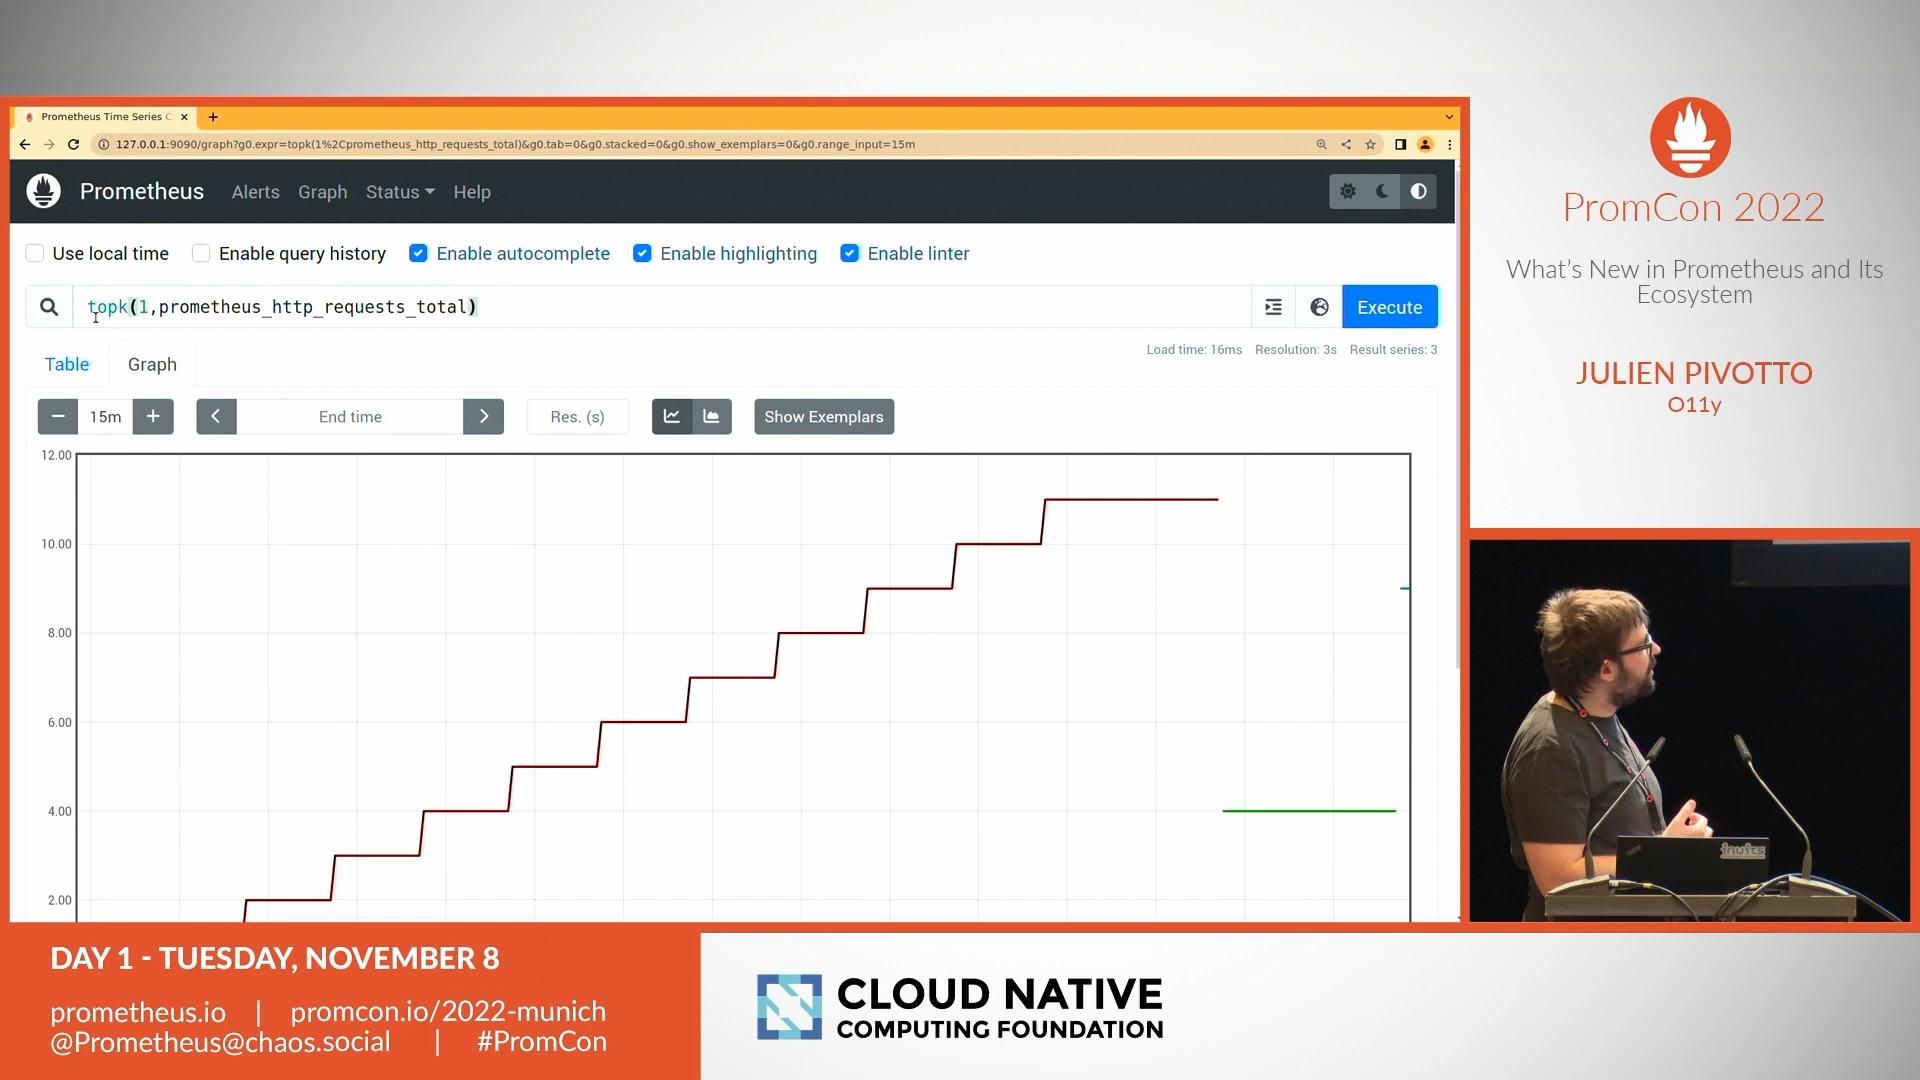 Prometheus Time Series C
127.0.0.1:9090/graph?g0.expr=topk(1%2Cprometheus_http_requests_total)&g0.tab=0&g0.stacked=0&g0.show_exemplars=0&g0.range_input=15m
Prometheus Alerts Graph Status Help
Use local time Enable query history Enable autocomplete Enable highlighting Enable linter
topk(1,prometheus_http_requests_total) Execute
Load time: 16ms Resolution: 3s Result series: 3
Table Graph
15m End time Res. (s) Show Exemplars
12.00
10.00
8.00
6.00
4.00
2.00
PromCon 2022
What's New in Prometheus and Its
Ecosystem
JULIEN PIVOTTO
O11y
inuits
DAY 1 - TUESDAY, NOVEMBER 8
prometheus.io | promcon.io/2022-munich
@Prometheus@chaos.social | #PromCon
CLOUD NATIVE
COMPUTING FOUNDATION